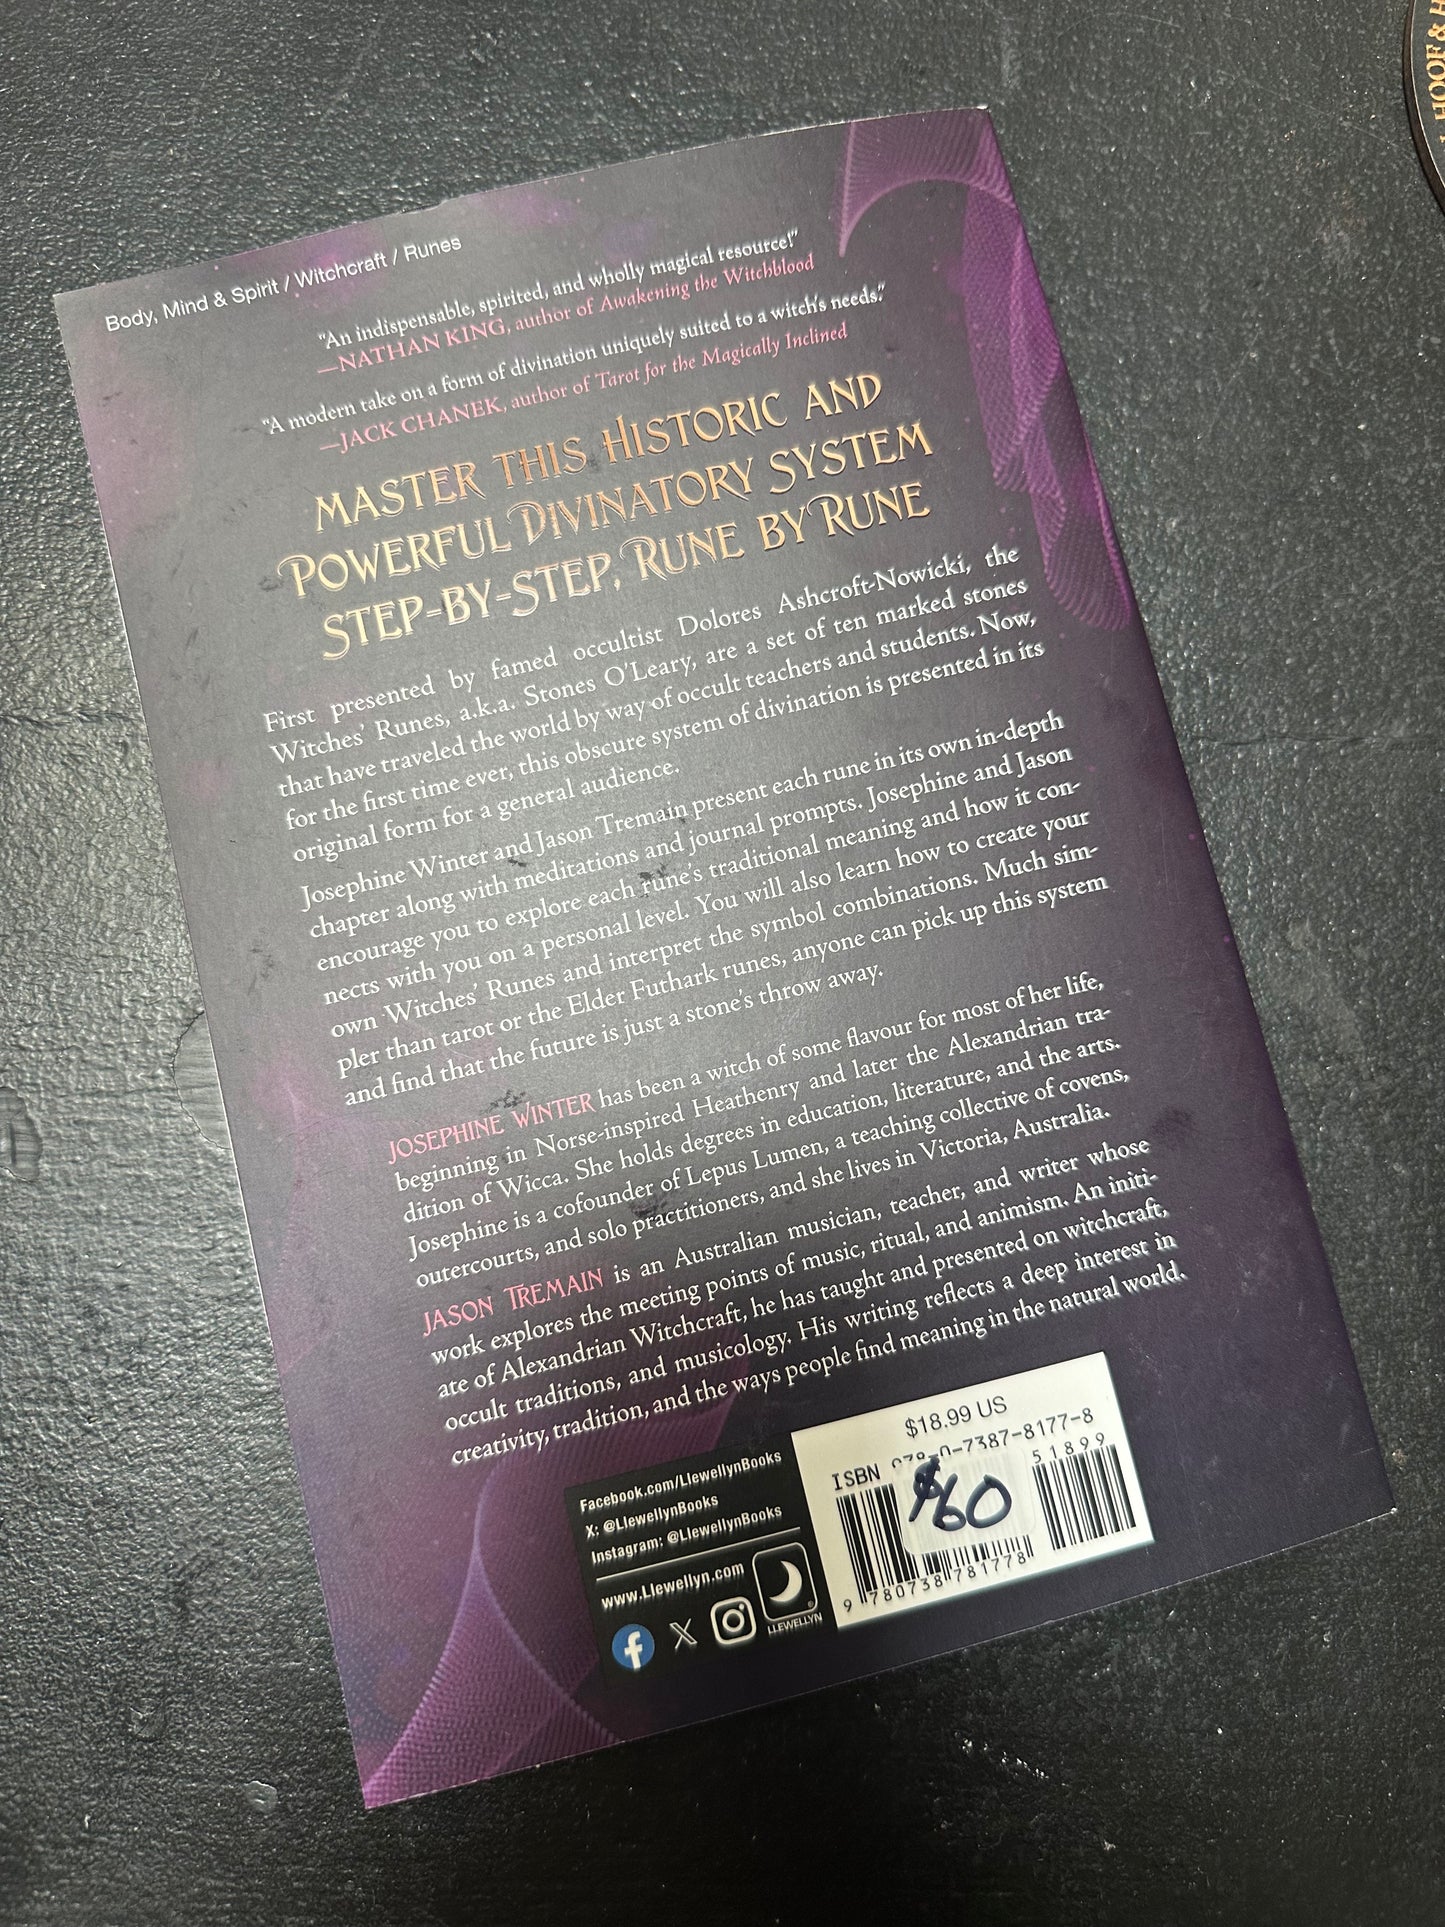 HOOF & H
Body, Mind & Spirit / Witchcraft / Runes
"An indispensable, spirited, and wholly magical resource!"
—NATHAN KING, author of Awakening the Witchblood
"A modern take on a form of divination uniquely suited to a witch's needs."
—JACK CHANEK, author of Tarot for the Magically Inclined
MASTER THIS HISTORIC AND
POWERFUL DIVINATORY SYSTEM
STEP-BY-STEP, RUNE BY RUNE
First presented by famed occultist Dolores Ashcroft-Nowicki, the
Witches' Runes, a.k.a. Stones O'Leary, are a set of ten marked stones
that have traveled the world by way of occult teachers and students. Now,
for the first time ever, this obscure system of divination is presented in its
original form for a general audience.
Josephine Winter and Jason Tremain present each rune in its own in-depth
chapter along with meditations and journal prompts. Josephine and Jason
encourage you to explore each rune's traditional meaning and how it con-
nects with you on a personal level. You will also learn how to create your
own Witches' Runes and interpret the symbol combinations. Much sim-
pler than tarot or the Elder Futhark runes, anyone can pick up this system
and find that the future is just a stone's throw away.
JOSEPHINE WINTER has been a witch of some flavour for most of her life,
beginning in Norse-inspired Heathenry and later the Alexandrian tra-
dition of Wicca. She holds degrees in education, literature, and the arts.
Josephine is a cofounder of Lepus Lumen, a teaching collective of covens,
outercourts, and solo practitioners, and she lives in Victoria, Australia.
JASON TREMAIN is an Australian musician, teacher, and writer whose
work explores the meeting points of music, ritual, and animism. An initi-
ate of Alexandrian Witchcraft, he has taught and presented on witchcraft,
occult traditions, and musicology. His writing reflects a deep interest in
creativity, tradition, and the ways people find meaning in the natural world.
Facebook.com/LlewellynBooks
X: @LlewellynBooks
Instagram: @LlewellynBooks
www.Llewellyn.com
LLEWELLYN
$18.99 US
ISBN 978-0-7387-8177-8
51899
$60
9 780738 781778